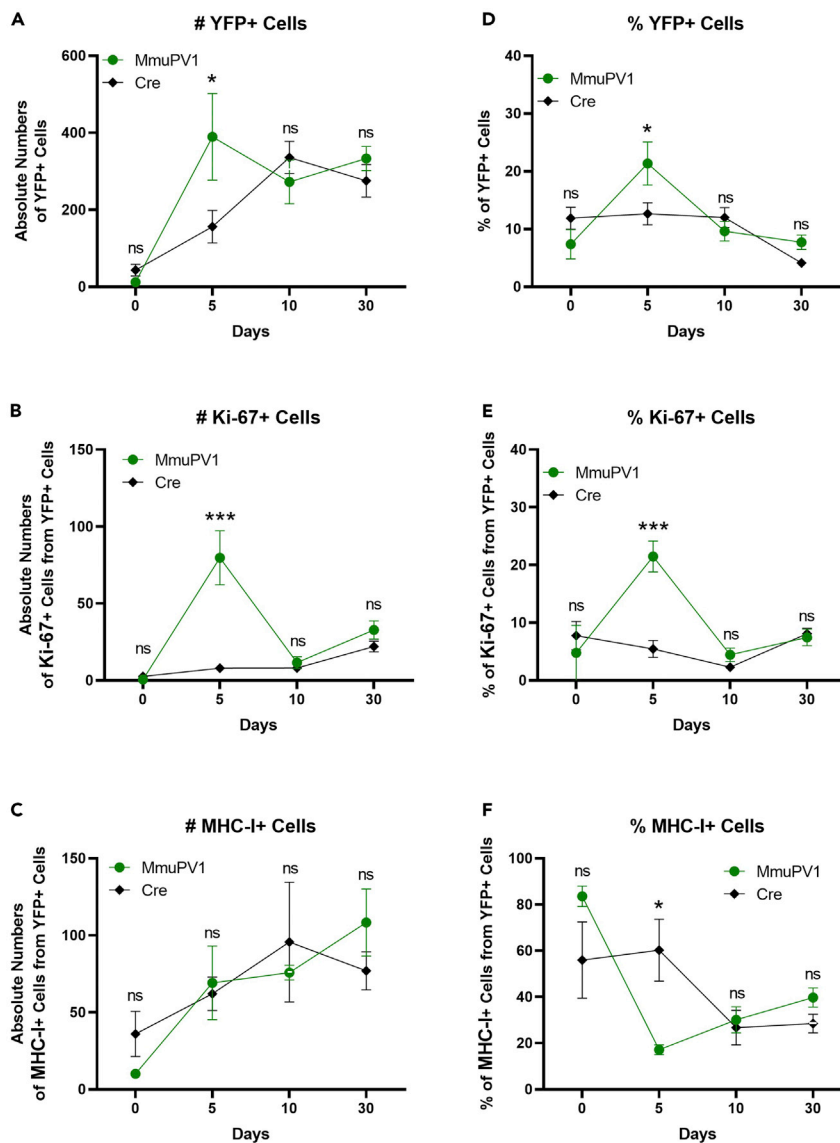 A
# YFP+ Cells
MmuPV1
Cre
Absolute Numbers
of YFP+ Cells
600
400
200
0
ns
*
ns
ns
0
5
10
30
Days
D
% YFP+ Cells
MmuPV1
Cre
% of YFP+ Cells
40
30
20
10
0
ns
*
ns
ns
0
5
10
30
Days
B
# Ki-67+ Cells
MmuPV1
Cre
Absolute Numbers
of Ki-67+ Cells from YFP+ Cells
150
100
50
0
ns
***
ns
ns
0
5
10
30
Days
E
% Ki-67+ Cells
MmuPV1
Cre
% of Ki-67+ Cells from YFP+ Cells
40
30
20
10
0
ns
***
ns
ns
0
5
10
30
Days
C
# MHC-I+ Cells
MmuPV1
Cre
Absolute Numbers
of MHC-I+ Cells from YFP+ Cells
150
100
50
0
ns
ns
ns
ns
0
5
10
30
Days
F
% MHC-I+ Cells
MmuPV1
Cre
% of MHC-I+ Cells from YFP+ Cells
100
80
60
40
20
0
ns
*
ns
ns
0
5
10
30
Days